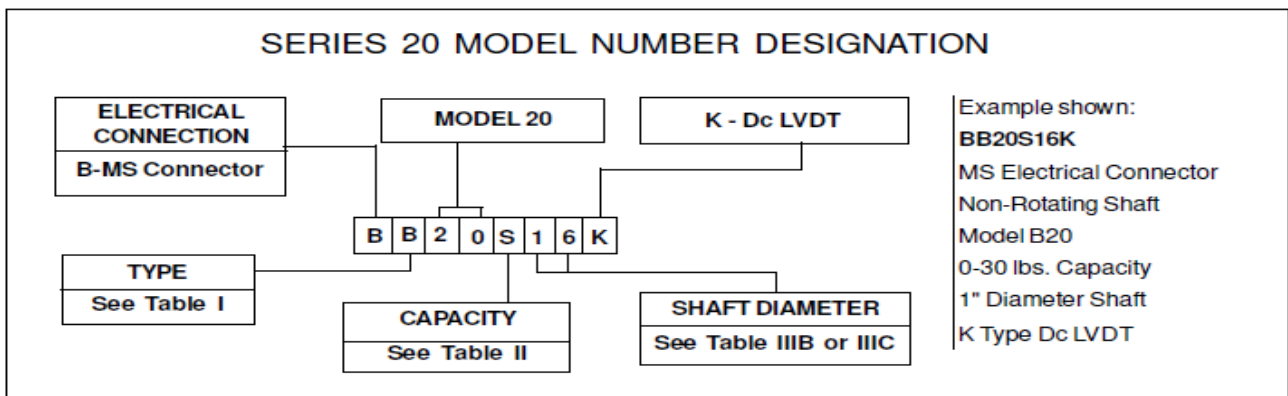 SERIES 20 MODEL NUMBER DESIGNATION
ELECTRICAL
CONNECTION
B-MS Connector
MODEL 20
K - Dc LVDT
B B 2 0 S 1 6 K
TYPE
See Table I
CAPACITY
See Table II
SHAFT DIAMETER
See Table IIIB or IIIC
Example shown:
BB20S16K
MS Electrical Connector
Non-Rotating Shaft
Model B20
0-30 lbs. Capacity
1" Diameter Shaft
K Type Dc LVDT